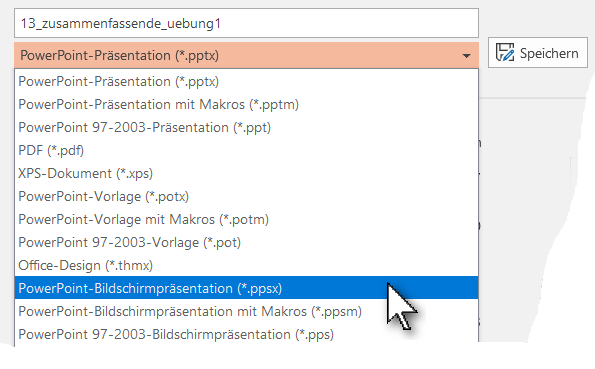 13_zusammenfassende_uebung1
PowerPoint-Präsentation (*.pptx)
Speichern
PowerPoint-Präsentation (*.pptx)
PowerPoint-Präsentation mit Makros (*.pptm)
PowerPoint 97-2003-Präsentation (*.ppt)
PDF (*.pdf)
XPS-Dokument (*.xps)
PowerPoint-Vorlage (*.potx)
PowerPoint-Vorlage mit Makros (*.potm)
PowerPoint 97-2003-Vorlage (*.pot)
Office-Design (*.thmx)
PowerPoint-Bildschirmpräsentation (*.ppsx)
PowerPoint-Bildschirmpräsentation mit Makros (*.ppsm)
PowerPoint 97-2003-Bildschirmpräsentation (*.pps)